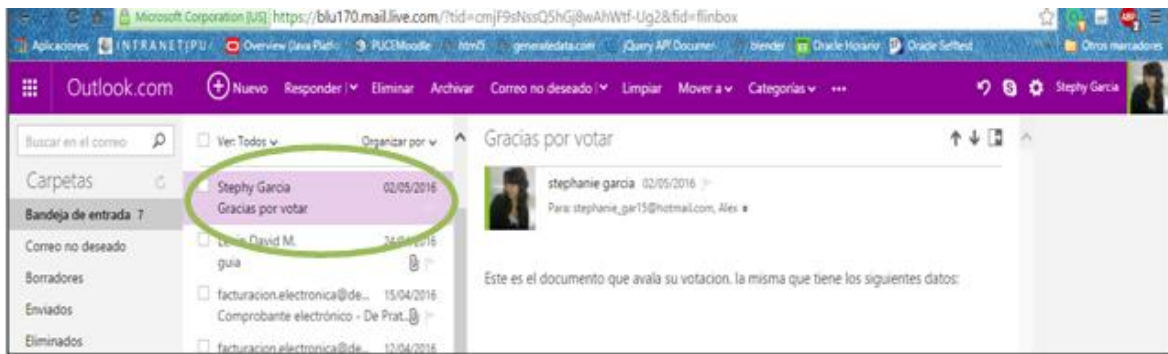 Microsoft Corporation [US] https://blu170.mail.live.com/?tid=cmjF9sNssQ5hGj8wAhWtf-Ug2&fid=flinbox
Aplicaciones INTRANET|PU Overview (Java Platfo PUCEMoodle html5 generatedata.com jQuery API Documen blender Oracle Horario Oracle Selftest Otros marcadores
Outlook.com Nuevo Responder Eliminar Archivar Correo no deseado Limpiar Mover a Categorías Stephy Garcia
Buscar en el correo Ver: Todos Organizar por Gracias por votar
Carpetas
Bandeja de entrada 7
Correo no deseado
Borradores
Enviados
Eliminados
Stephy Garcia 02/05/2016
Gracias por votar
David M.
guia
facturacion.electronica@de... 15/04/2016
Comprobante electrónico - De Prat...
facturacion.electronica@de... 12/04/2016
stephanie garcia 02/05/2016
Para: stephanie_gar15@hotmail.com, Alex
Este es el documento que avala su votacion. la misma que tiene los siguientes datos: